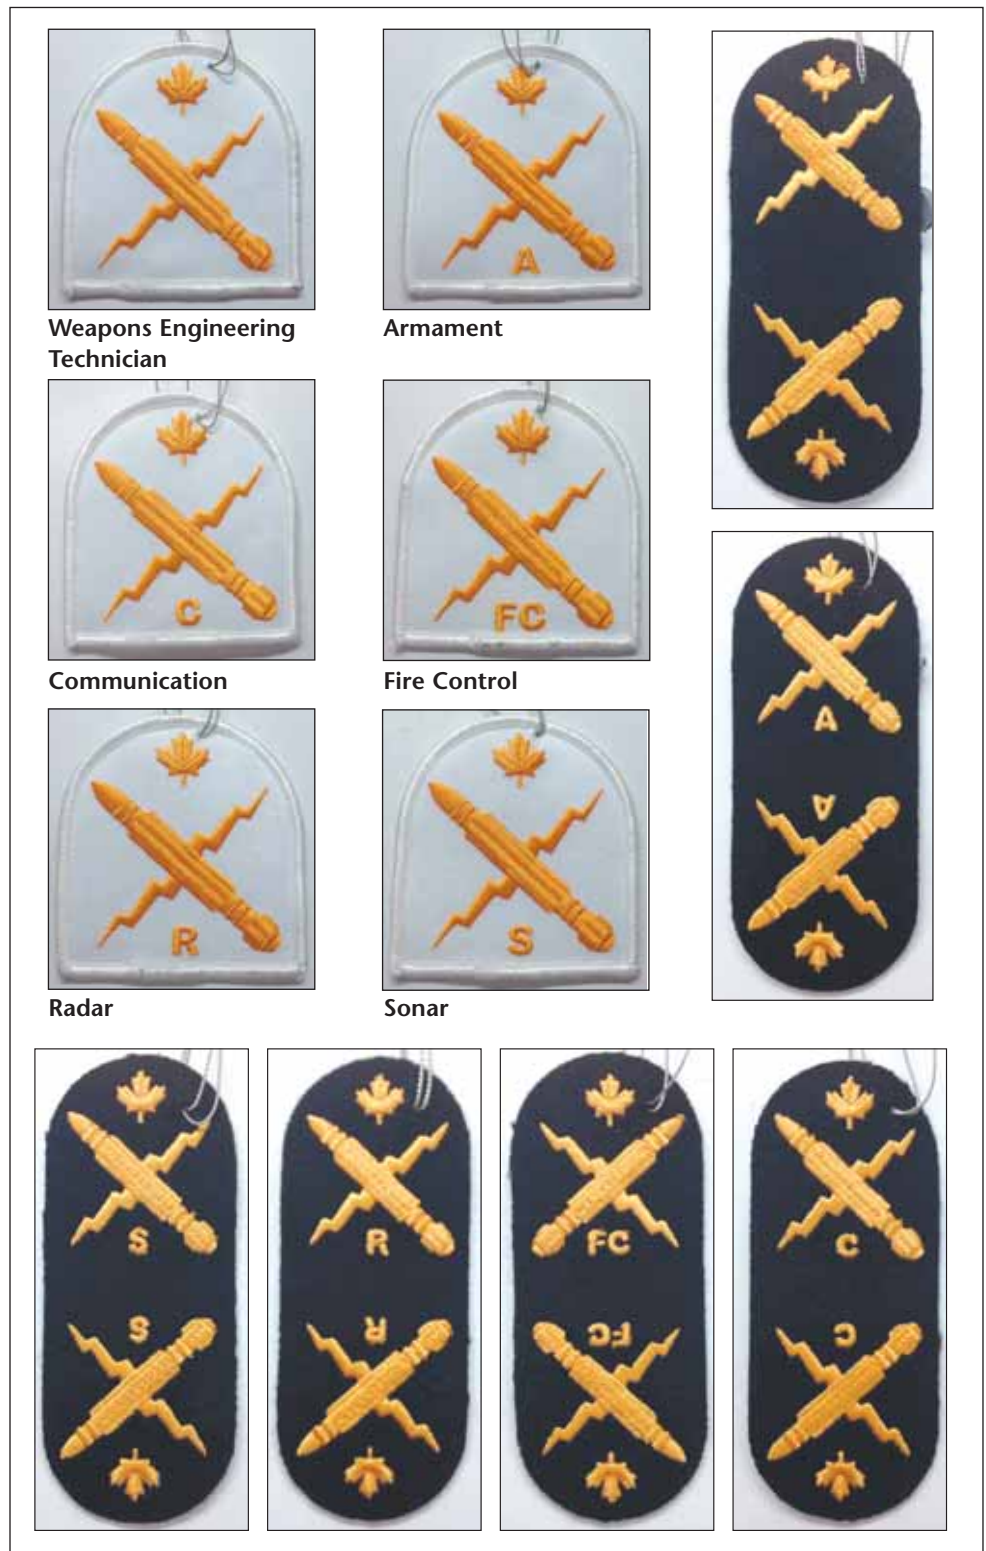 A
Weapons Engineering
Technician
Armament
C
FC
Communication
Fire Control
A
A
R
S
Radar
Sonar
S
R
FC
C
S
R
FC
C